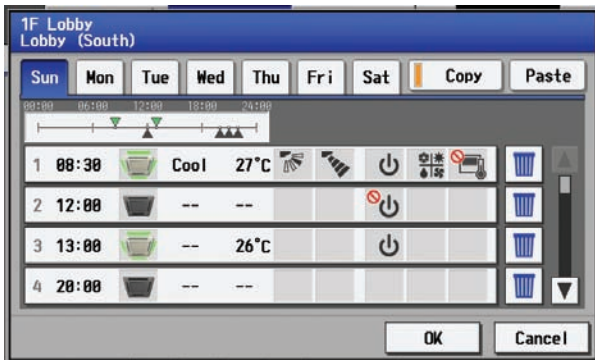 1F Lobby
Lobby (South)
Sun Mon Tue Wed Thu Fri Sat Copy Paste
00:00 06:00 12:00 18:00 24:00
1 08:30 Cool 27°C
2 12:00 -- --
3 13:00 -- 26°C
4 20:00 -- --
OK Cancel